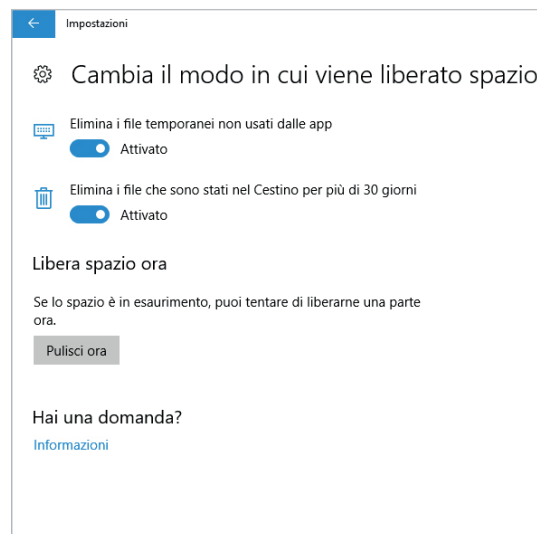 Impostazioni
Cambia il modo in cui viene liberato spazio
Elimina i file temporanei non usati dalle app
Attivato
Elimina i file che sono stati nel Cestino per più di 30 giorni
Attivato
Libera spazio ora
Se lo spazio è in esaurimento, puoi tentare di liberarne una parte
ora.
Pulisci ora
Hai una domanda?
Informazioni